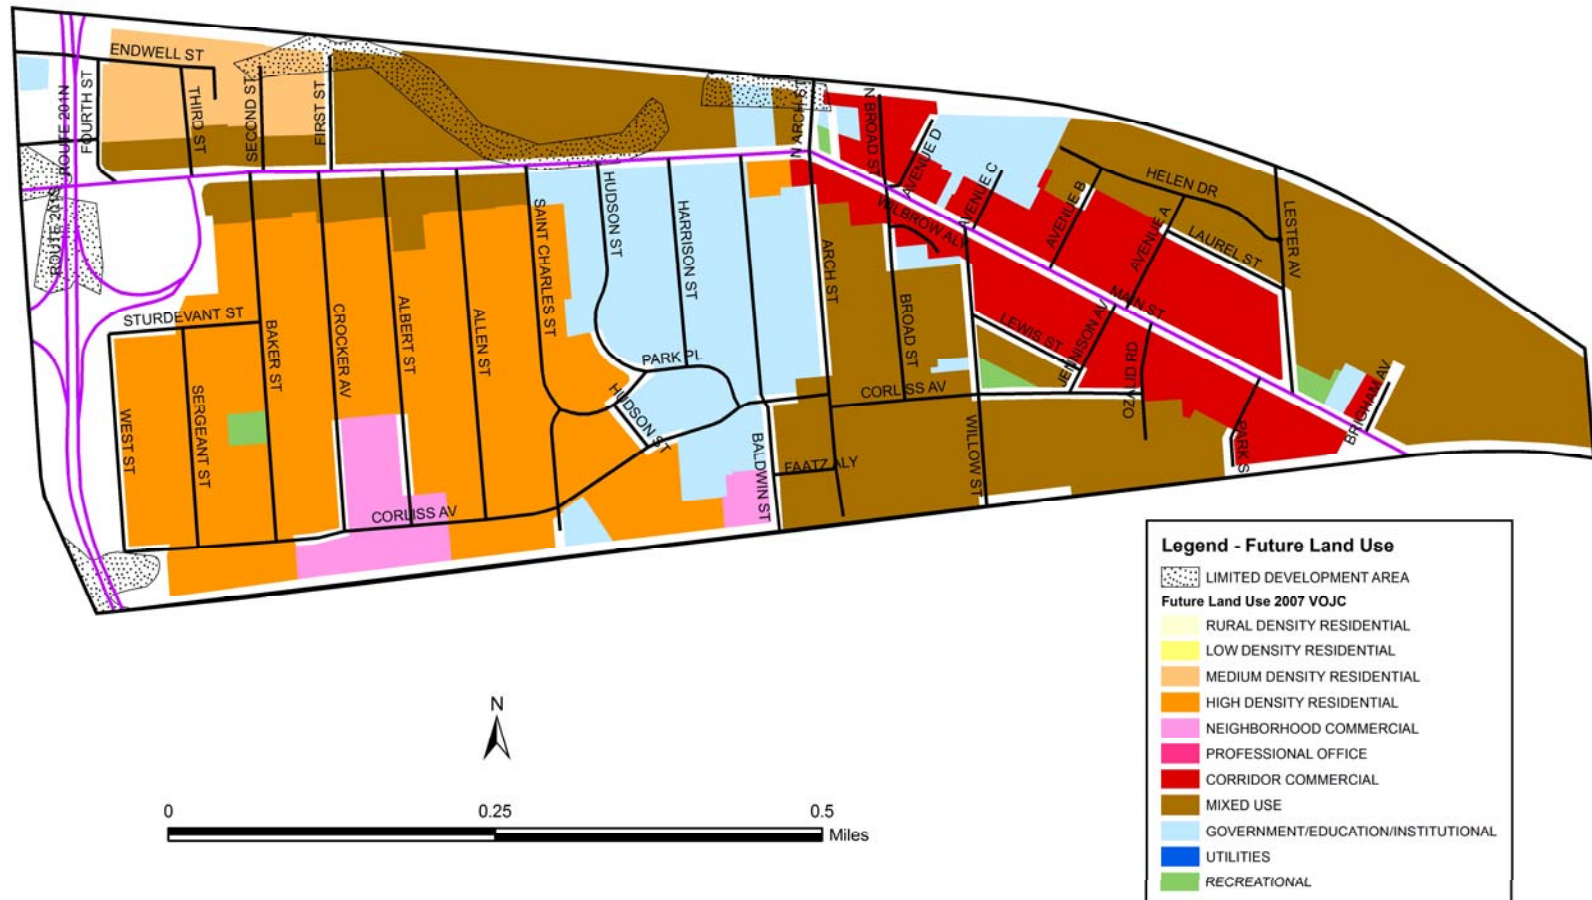 ENDWELL ST
ROUTE 201N
FOURTH ST
THIRD ST
SECOND ST
FIRST ST
N ARCH ST
N BROAD ST
AVENUE D
AVENUE C
AVENUE B
AVENUE A
HELEN DR
LAUREL ST
LESTER AV
ROUTE 201S
WILBROW ALY
MAIN ST
HUDSON ST
HARRISON ST
SAINT CHARLES ST
ARCH ST
BROAD ST
STURDEVANT ST
BAKER ST
CROCKER AV
ALBERT ST
ALLEN ST
PARK PL
LEWIS ST
JENNISON AV
OZALID RD
CORLISS AV
HUDSON ST
WEST ST
SERGEANT ST
BALDWIN ST
FAATZ ALY
WILLOW ST
PARK S
BRIGHAM AV
CORLISS AV
Legend - Future Land Use
LIMITED DEVELOPMENT AREA
Future Land Use 2007 VOJC
RURAL DENSITY RESIDENTIAL
LOW DENSITY RESIDENTIAL
MEDIUM DENSITY RESIDENTIAL
HIGH DENSITY RESIDENTIAL
NEIGHBORHOOD COMMERCIAL
PROFESSIONAL OFFICE
CORRIDOR COMMERCIAL
MIXED USE
GOVERNMENT/EDUCATION/INSTITUTIONAL
UTILITIES
RECREATIONAL
N
0 0.25 0.5
Miles